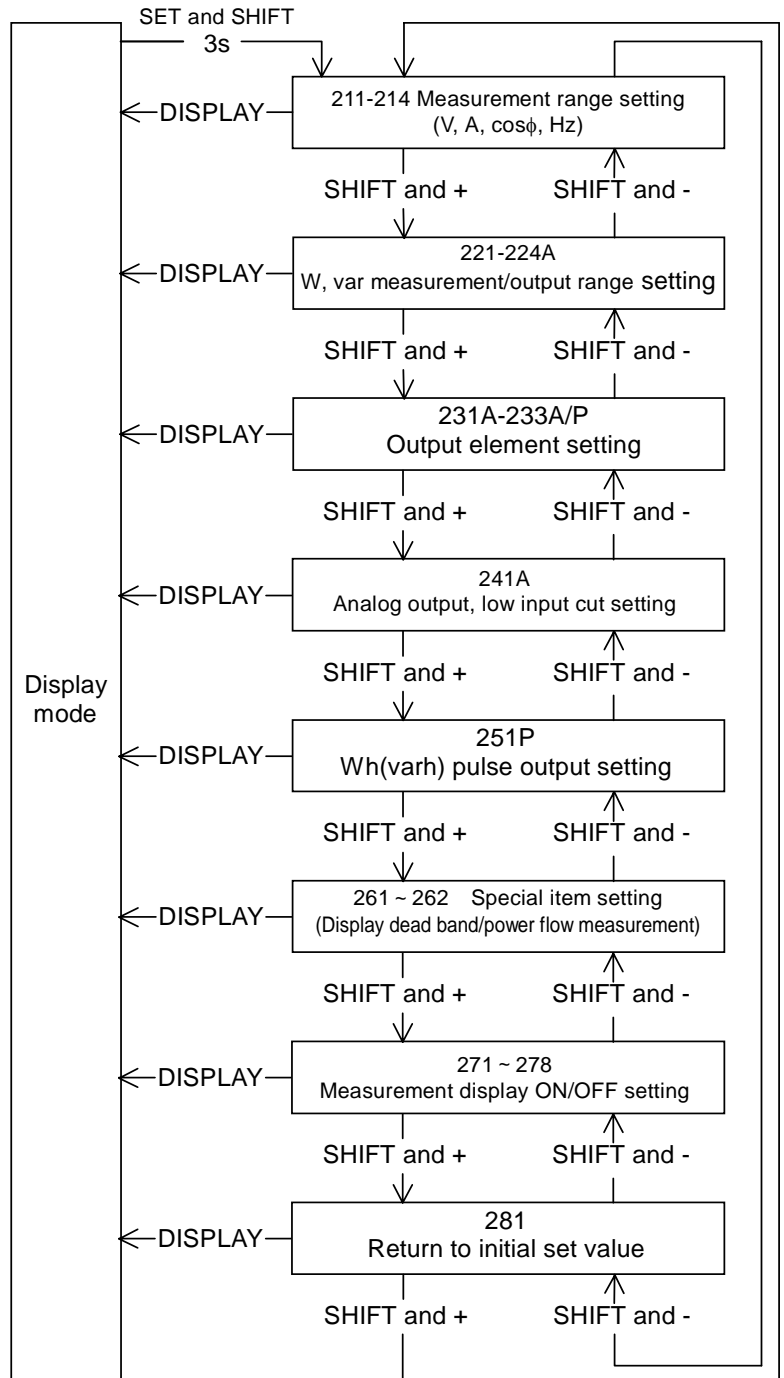 SET and SHIFT
3s
211-214 Measurement range setting
(V, A, cosϕ, Hz)
DISPLAY
SHIFT and +
SHIFT and -
221-224A
W, var measurement/output range setting
DISPLAY
SHIFT and +
SHIFT and -
231A-233A/P
Output element setting
DISPLAY
SHIFT and +
SHIFT and -
241A
Analog output, low input cut setting
DISPLAY
SHIFT and +
SHIFT and -
Display
mode
251P
Wh(varh) pulse output setting
DISPLAY
SHIFT and +
SHIFT and -
261 ~ 262 Special item setting
(Display dead band/power flow measurement)
DISPLAY
SHIFT and +
SHIFT and -
271 ~ 278
Measurement display ON/OFF setting
DISPLAY
SHIFT and +
SHIFT and -
281
Return to initial set value
DISPLAY
SHIFT and +
SHIFT and -